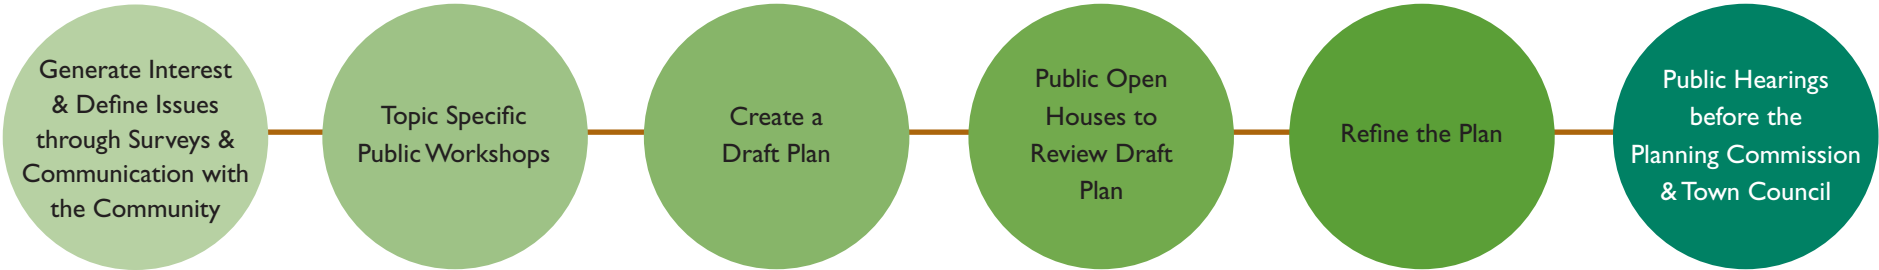 Generate Interest
& Define Issues
through Surveys &
Communication with
the Community
Topic Specific
Public Workshops
Create a
Draft Plan
Public Open
Houses to
Review Draft
Plan
Refine the Plan
Public Hearings
before the
Planning Commission
& Town Council